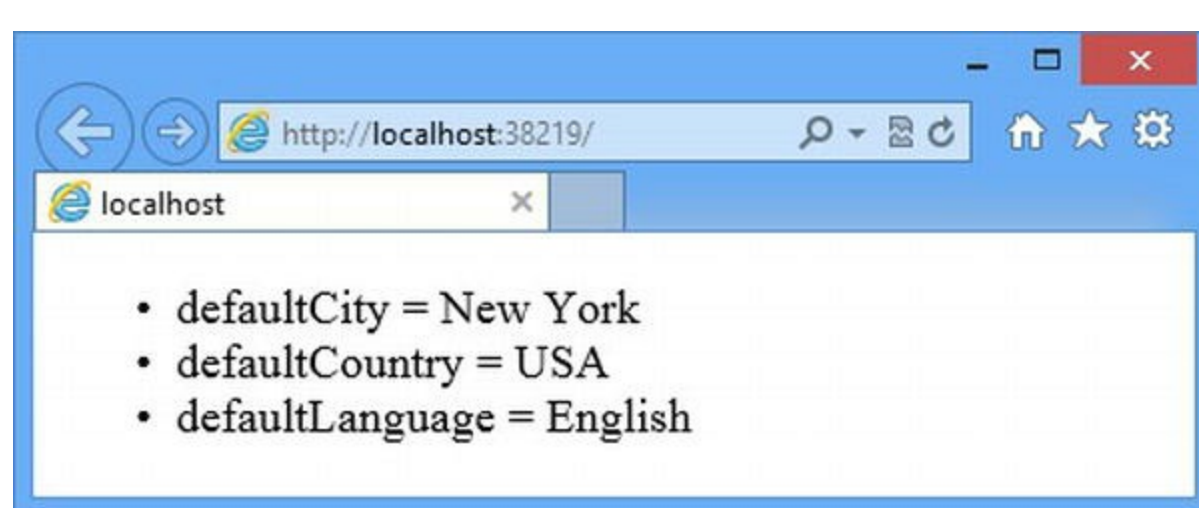 http://localhost:38219/
localhost
• defaultCity = New York
• defaultCountry = USA
• defaultLanguage = English